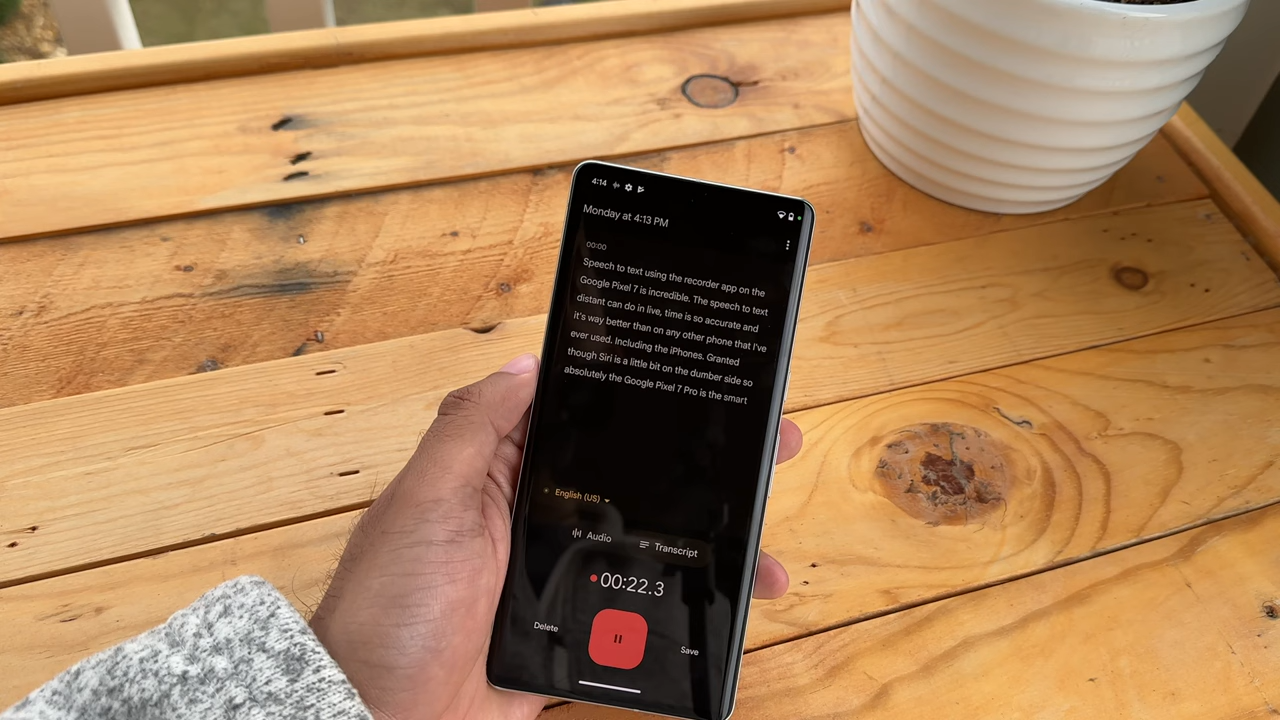 4:14
Monday at 4:13 PM
00:00
Speech to text using the recorder app on the
Google Pixel 7 is incredible. The speech to text
distant can do in live, time is so accurate and
it's way better than on any other phone that I've
ever used. Including the iPhones. Granted
though Siri is a little bit on the dumber side so
absolutely the Google Pixel 7 Pro is the smart
English (US)
Audio Transcript
00:22.3
Delete Save